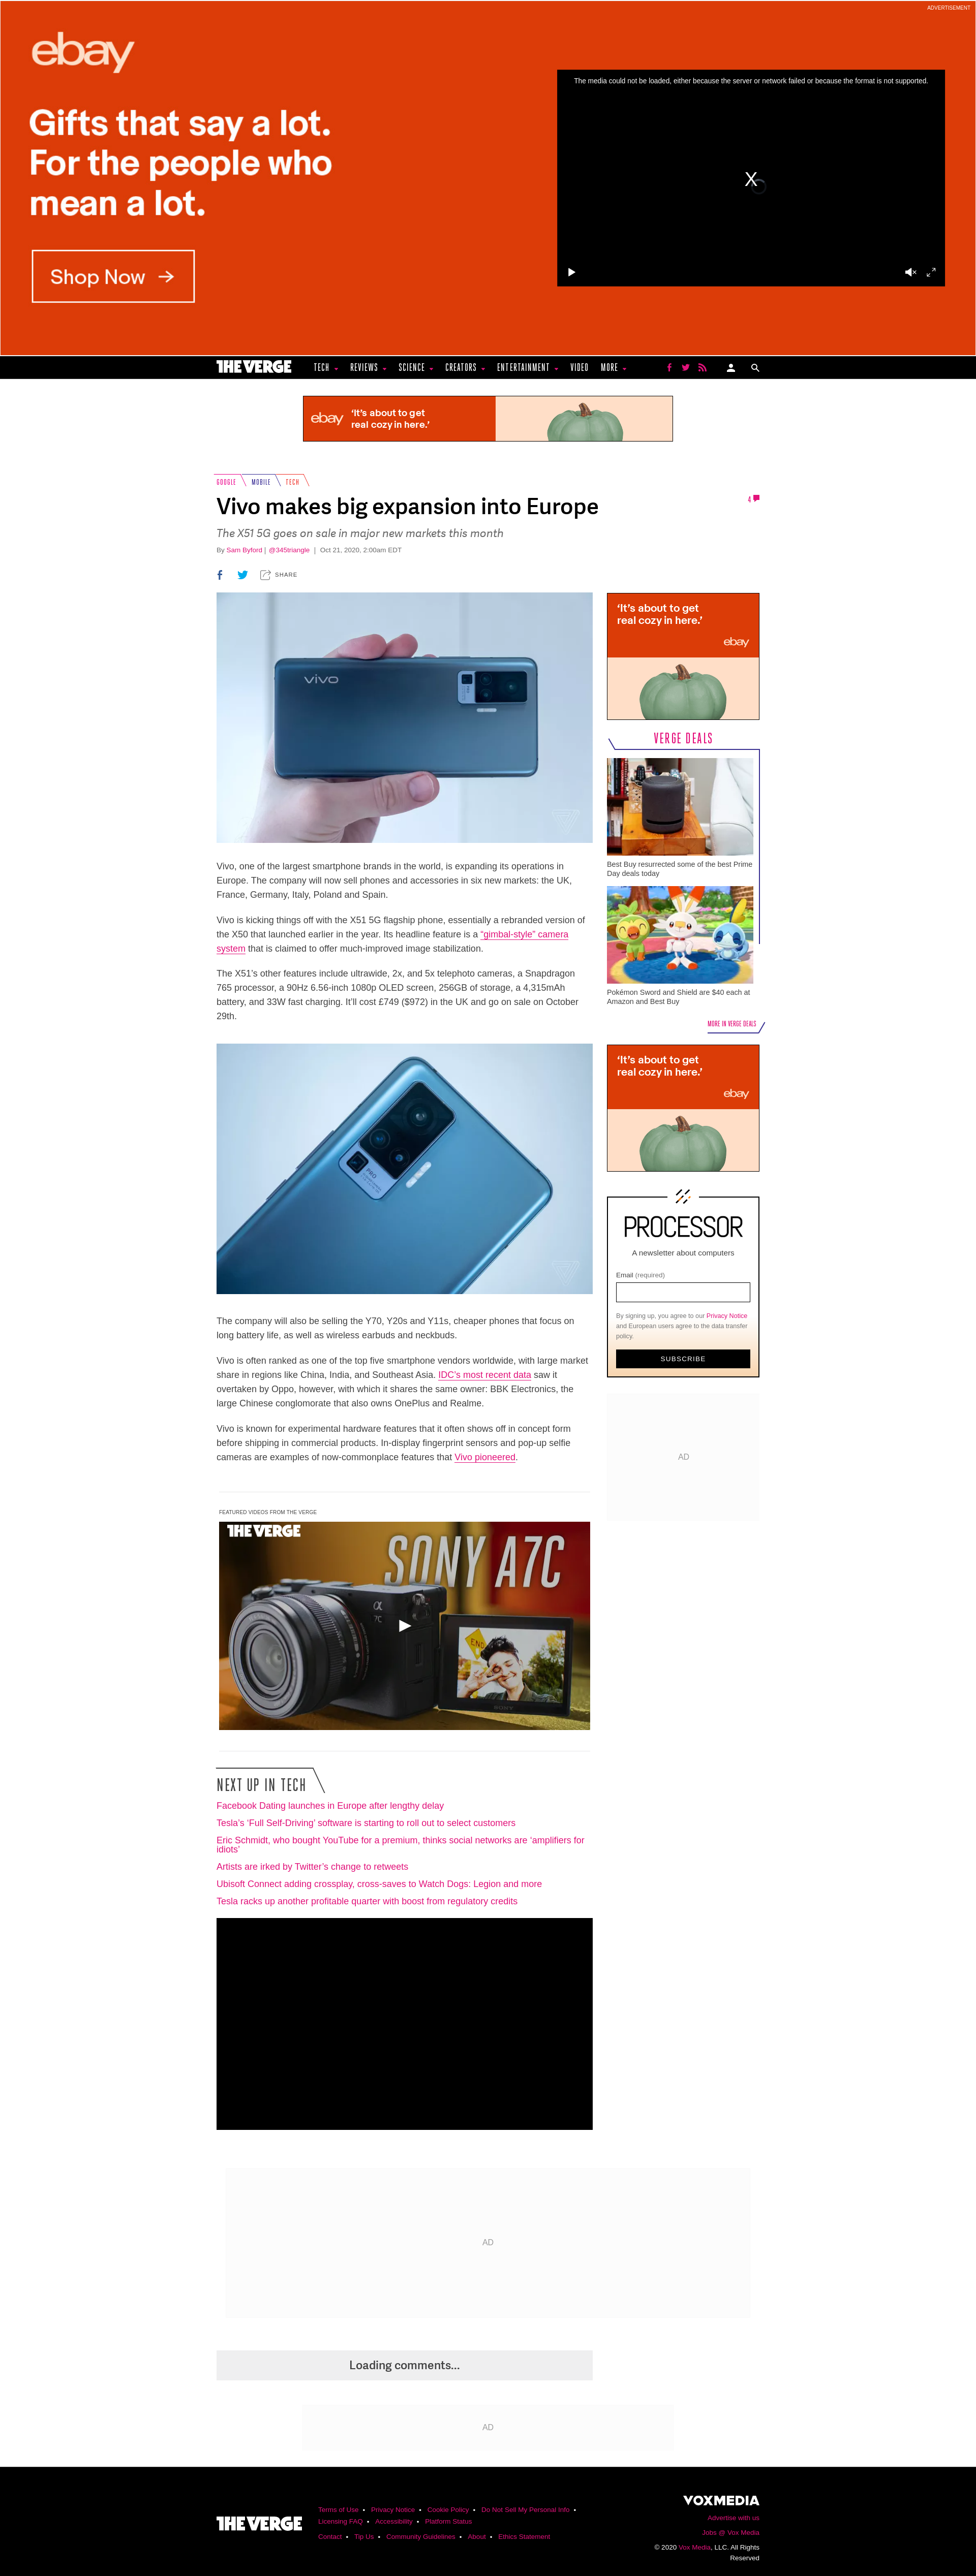 ADVERTISEMENT
ebay
Gifts that say a lot.
For the people who
mean a lot.
Shop Now →
The media could not be loaded, either because the server or network failed or because the format is not supported.
X
THE VERGE
TECH
REVIEWS
SCIENCE
CREATORS
ENTERTAINMENT
VIDEO
MORE
ebay
‘It’s about to get
real cozy in here.’
GOOGLE
MOBILE
TECH
Vivo makes big expansion into Europe
4
The X51 5G goes on sale in major new markets this month
By Sam Byford | @345triangle | Oct 21, 2020, 2:00am EDT
SHARE
vivo
Vivo, one of the largest smartphone brands in the world, is expanding its operations in
Europe. The company will now sell phones and accessories in six new markets: the UK,
France, Germany, Italy, Poland and Spain.
Vivo is kicking things off with the X51 5G flagship phone, essentially a rebranded version of
the X50 that launched earlier in the year. Its headline feature is a “gimbal-style” camera
system that is claimed to offer much-improved image stabilization.
The X51’s other features include ultrawide, 2x, and 5x telephoto cameras, a Snapdragon
765 processor, a 90Hz 6.56-inch 1080p OLED screen, 256GB of storage, a 4,315mAh
battery, and 33W fast charging. It’ll cost £749 ($972) in the UK and go on sale on October
29th.
PRO
The company will also be selling the Y70, Y20s and Y11s, cheaper phones that focus on
long battery life, as well as wireless earbuds and neckbuds.
Vivo is often ranked as one of the top five smartphone vendors worldwide, with large market
share in regions like China, India, and Southeast Asia. IDC’s most recent data saw it
overtaken by Oppo, however, with which it shares the same owner: BBK Electronics, the
large Chinese conglomorate that also owns OnePlus and Realme.
Vivo is known for experimental hardware features that it often shows off in concept form
before shipping in commercial products. In-display fingerprint sensors and pop-up selfie
cameras are examples of now-commonplace features that Vivo pioneered.
‘It’s about to get
real cozy in here.’
ebay
VERGE DEALS
Best Buy resurrected some of the best Prime
Day deals today
Pokémon Sword and Shield are $40 each at
Amazon and Best Buy
MORE IN VERGE DEALS
‘It’s about to get
real cozy in here.’
ebay
PROCESSOR
A newsletter about computers
Email (required)
By signing up, you agree to our Privacy Notice
and European users agree to the data transfer
policy.
SUBSCRIBE
AD
FEATURED VIDEOS FROM THE VERGE
THE VERGE
SONY A7C
α
7C
END?
SONY
NEXT UP IN TECH
Facebook Dating launches in Europe after lengthy delay
Tesla’s ‘Full Self-Driving’ software is starting to roll out to select customers
Eric Schmidt, who bought YouTube for a premium, thinks social networks are ‘amplifiers for
idiots’
Artists are irked by Twitter’s change to retweets
Ubisoft Connect adding crossplay, cross-saves to Watch Dogs: Legion and more
Tesla racks up another profitable quarter with boost from regulatory credits
AD
Loading comments...
AD
THE VERGE
Terms of Use • Privacy Notice • Cookie Policy • Do Not Sell My Personal Info •
Licensing FAQ • Accessibility • Platform Status
Contact • Tip Us • Community Guidelines • About • Ethics Statement
VOXMEDIA
Advertise with us
Jobs @ Vox Media
© 2020 Vox Media, LLC. All Rights
Reserved